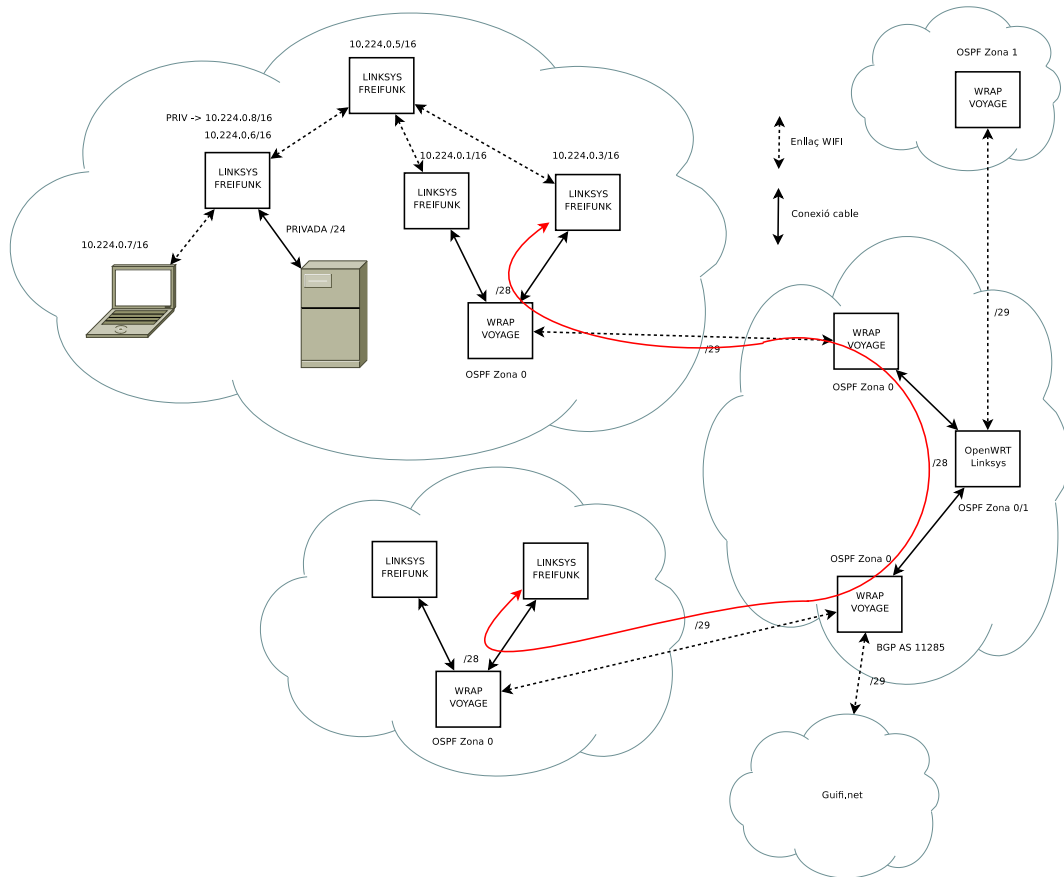 10.224.0.5/16
LINKSYS
FREIFUNK
PRIV -> 10.224.0.8/16
10.224.0.6/16
LINKSYS
FREIFUNK
10.224.0.1/16
LINKSYS
FREIFUNK
10.224.0.3/16
LINKSYS
FREIFUNK
10.224.0.7/16
PRIVADA /24
/28
WRAP
VOYAGE
OSPF Zona 0
/29
OSPF Zona 1
WRAP
VOYAGE
Enllaç WIFI
Conexió cable
/29
WRAP
VOYAGE
OSPF Zona 0
OpenWRT
Linksys
/28
OSPF Zona 0/1
OSPF Zona 0
WRAP
VOYAGE
BGP AS 11285
/29
LINKSYS
FREIFUNK
LINKSYS
FREIFUNK
/28
/29
WRAP
VOYAGE
OSPF Zona 0
Guifi.net